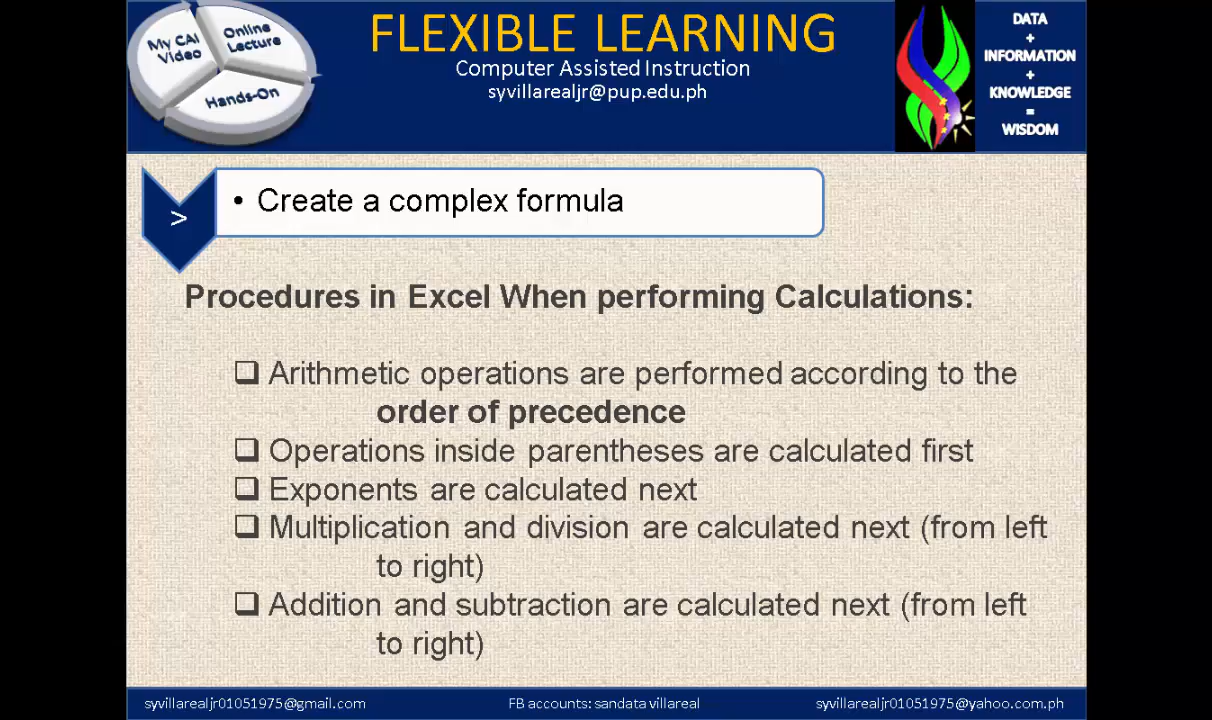 My CAI
Video
Online
Lecture
Hands-On
FLEXIBLE LEARNING
Computer Assisted Instruction
syvillarealjr@pup.edu.ph
DATA
+
INFORMATION
+
KNOWLEDGE
=
WISDOM
>
• Create a complex formula
Procedures in Excel When performing Calculations:
❑ Arithmetic operations are performed according to the
order of precedence
❑ Operations inside parentheses are calculated first
❑ Exponents are calculated next
❑ Multiplication and division are calculated next (from left
to right)
❑ Addition and subtraction are calculated next (from left
to right)
syvillarealjr01051975@gmail.com
FB accounts: sandata villareal
syvillarealjr01051975@yahoo.com.ph